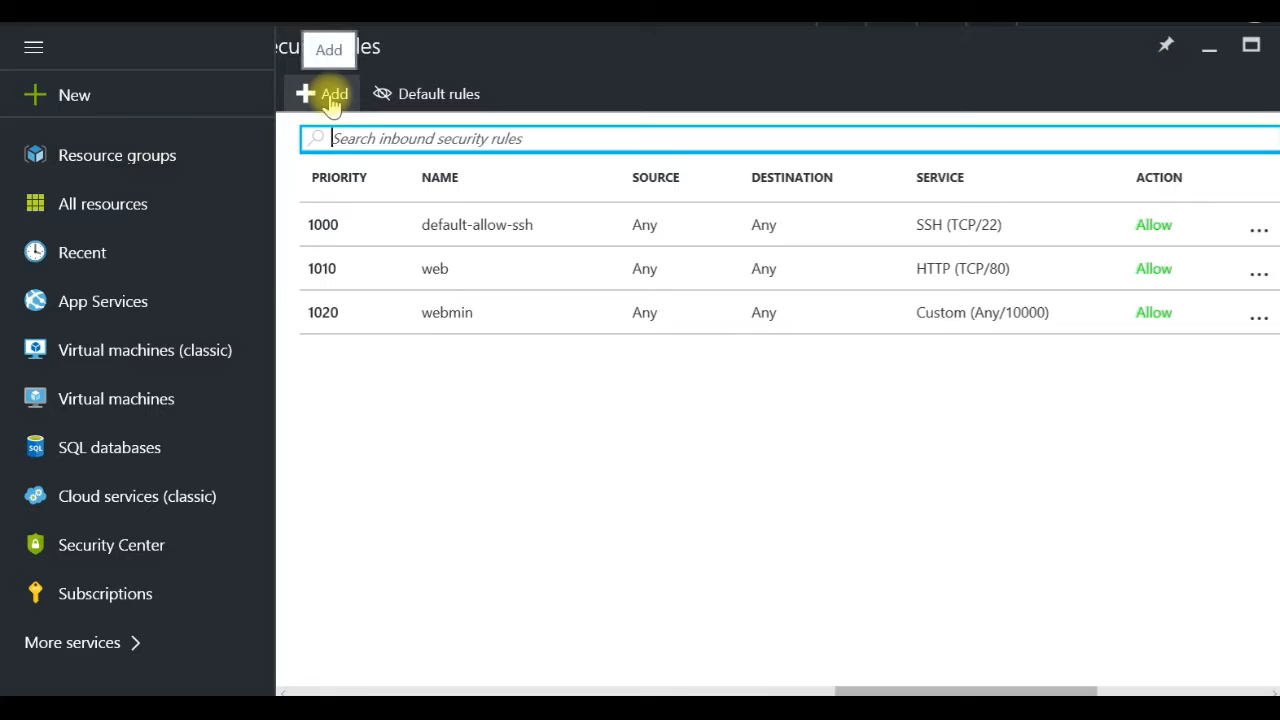 ecu les
Add
New
Add Default rules
Search inbound security rules
PRIORITY NAME SOURCE DESTINATION SERVICE ACTION
1000 default-allow-ssh Any Any SSH (TCP/22) Allow ...
1010 web Any Any HTTP (TCP/80) Allow ...
1020 webmin Any Any Custom (Any/10000) Allow ...
Resource groups
All resources
Recent
App Services
Virtual machines (classic)
Virtual machines
SQL databases
Cloud services (classic)
Security Center
Subscriptions
More services >